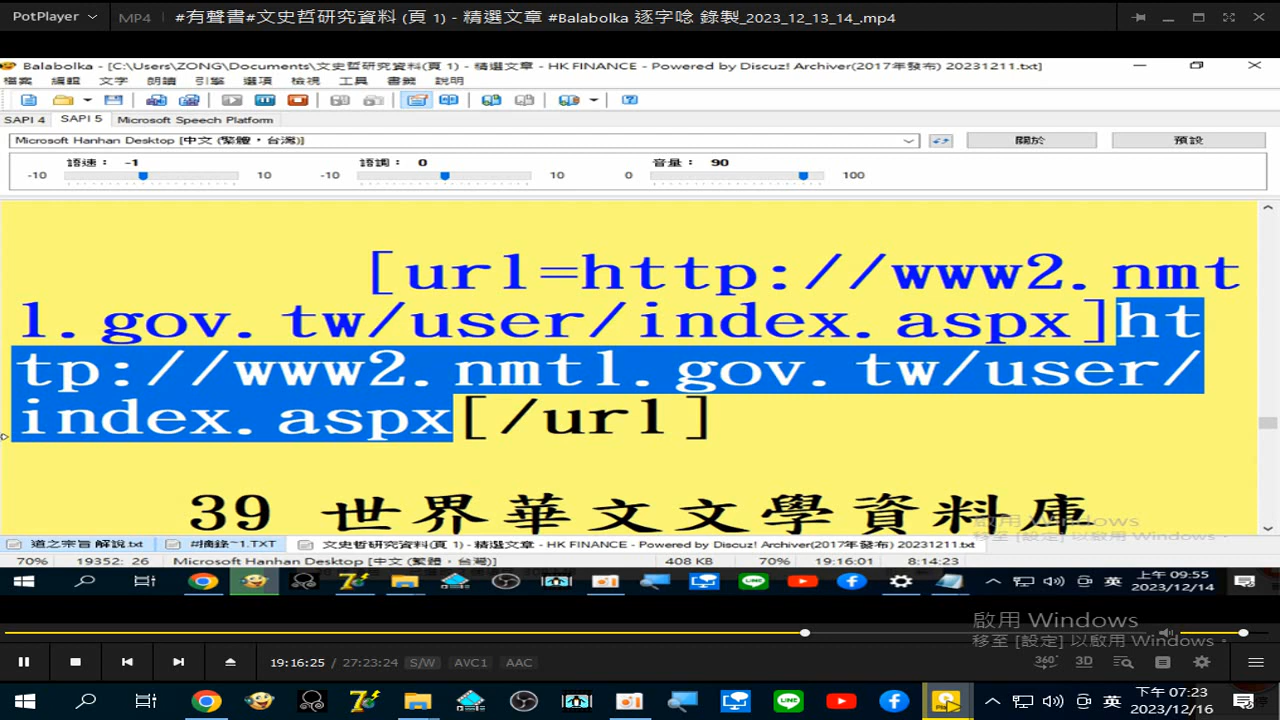 PotPlayer MP4 #有聲書#文史哲研究資料 (頁 1) - 精選文章 #Balabolka 逐字唸 錄製_2023_12_13_14_.mp4
Balabolka - [C:\Users\ZONG\Documents\文史哲研究資料(頁 1) - 精選文章 - HK FINANCE - Powered by Discuz! Archiver(2017年發布) 20231211.txt]
檔案 編輯 文字 朗讀 引擎 選項 檢視 工具 書籤 說明
SAPI 4 SAPI 5 Microsoft Speech Platform
Microsoft Hanhan Desktop [中文 (繁體，台灣)] 關於 預設
語速： -1 語調： 0 音量： 90
-10 10 -10 10 0 100
[url=http://www2.nmt
l.gov.tw/user/index.aspx]ht
tp://www2.nmtl.gov.tw/user/
index.aspx[/url]
39 世界華文文學資料庫
啟用 Windows
移至 [設定] 以啟用 Windows。
道之宗旨 解說.txt #摘錄~1.TXT 文史哲研究資料(頁 1) - 精選文章 - HK FINANCE - Powered by Discuz! Archiver(2017年發布) 20231211.txt
70% 19352: 26 Microsoft Hanhan Desktop [中文 (繁體，台灣)] 408 KB 70% 19:16:01 8:14:23
英 上午 09:55
2023/12/14
啟用 Windows
移至 [設定] 以啟用 Windows。
19:16:25 / 27:23:24 S/W AVC1 AAC 360° 3D
英 下午 07:23
2023/12/16